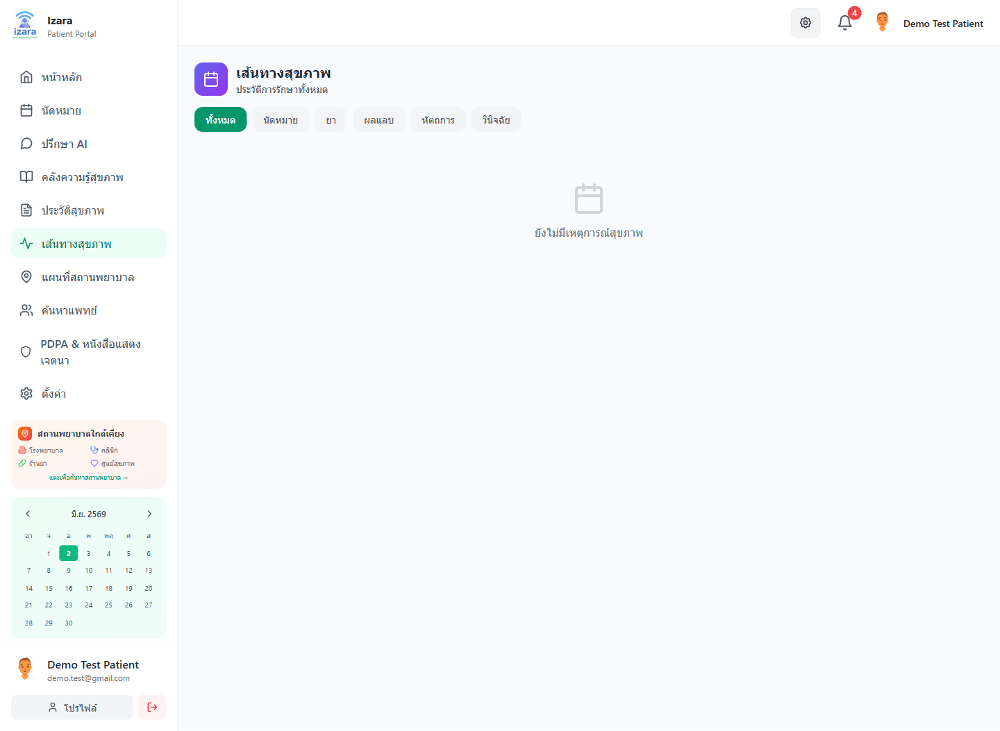 izara
Izara
Patient Portal
4
Demo Test Patient
หน้าหลัก
นัดหมาย
ปรึกษา AI
คลังความรู้สุขภาพ
ประวัติสุขภาพ
เส้นทางสุขภาพ
แผนที่สถานพยาบาล
ค้นหาแพทย์
PDPA & หนังสือแสดง
เจตนา
ตั้งค่า
สถานพยาบาลใกล้เคียง
โรงพยาบาล
คลินิก
ร้านยา
ศูนย์สุขภาพ
แตะเพื่อค้นหาสถานพยาบาล →
มิ.ย. 2569
อา จ อ พ พฤ ศ ส
1 2 3 4 5 6
7 8 9 10 11 12 13
14 15 16 17 18 19 20
21 22 23 24 25 26 27
28 29 30
Demo Test Patient
demo.test@gmail.com
โปรไฟล์
เส้นทางสุขภาพ
ประวัติการรักษาทั้งหมด
ทั้งหมด นัดหมาย ยา ผลแลบ หัตถการ วินิจฉัย
ยังไม่มีเหตุการณ์สุขภาพ